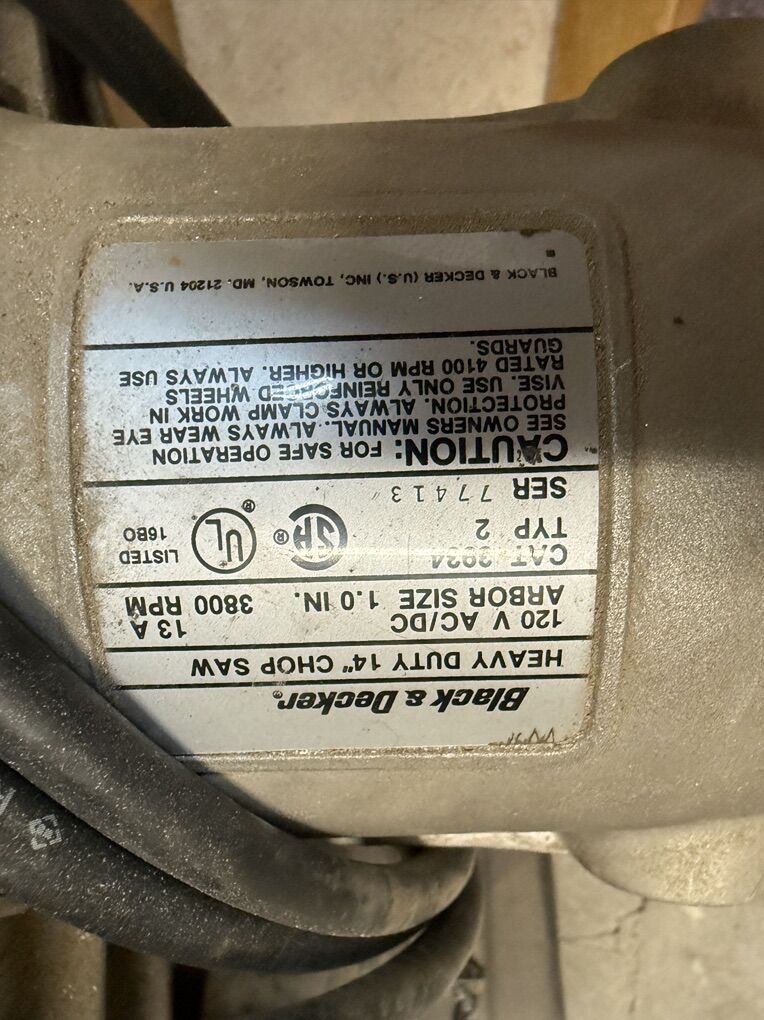 Black & Decker®
HEAVY DUTY 14" CHOP SAW
120 V AC/DC 13 A
ARBOR SIZE 1.0 IN. 3800 RPM
CAT. 3934
TYP 2
SER 77413
SA ®
UL ®
LISTED
16BO
CAUTION: FOR SAFE OPERATION
SEE OWNERS MANUAL. ALWAYS WEAR EYE
PROTECTION. ALWAYS CLAMP WORK IN
VISE. USE ONLY REINFORCED WHEELS
RATED 4100 RPM OR HIGHER. ALWAYS USE
GUARDS.
BLACK & DECKER (U.S.) INC, TOWSON, MD. 21204 U.S.A.